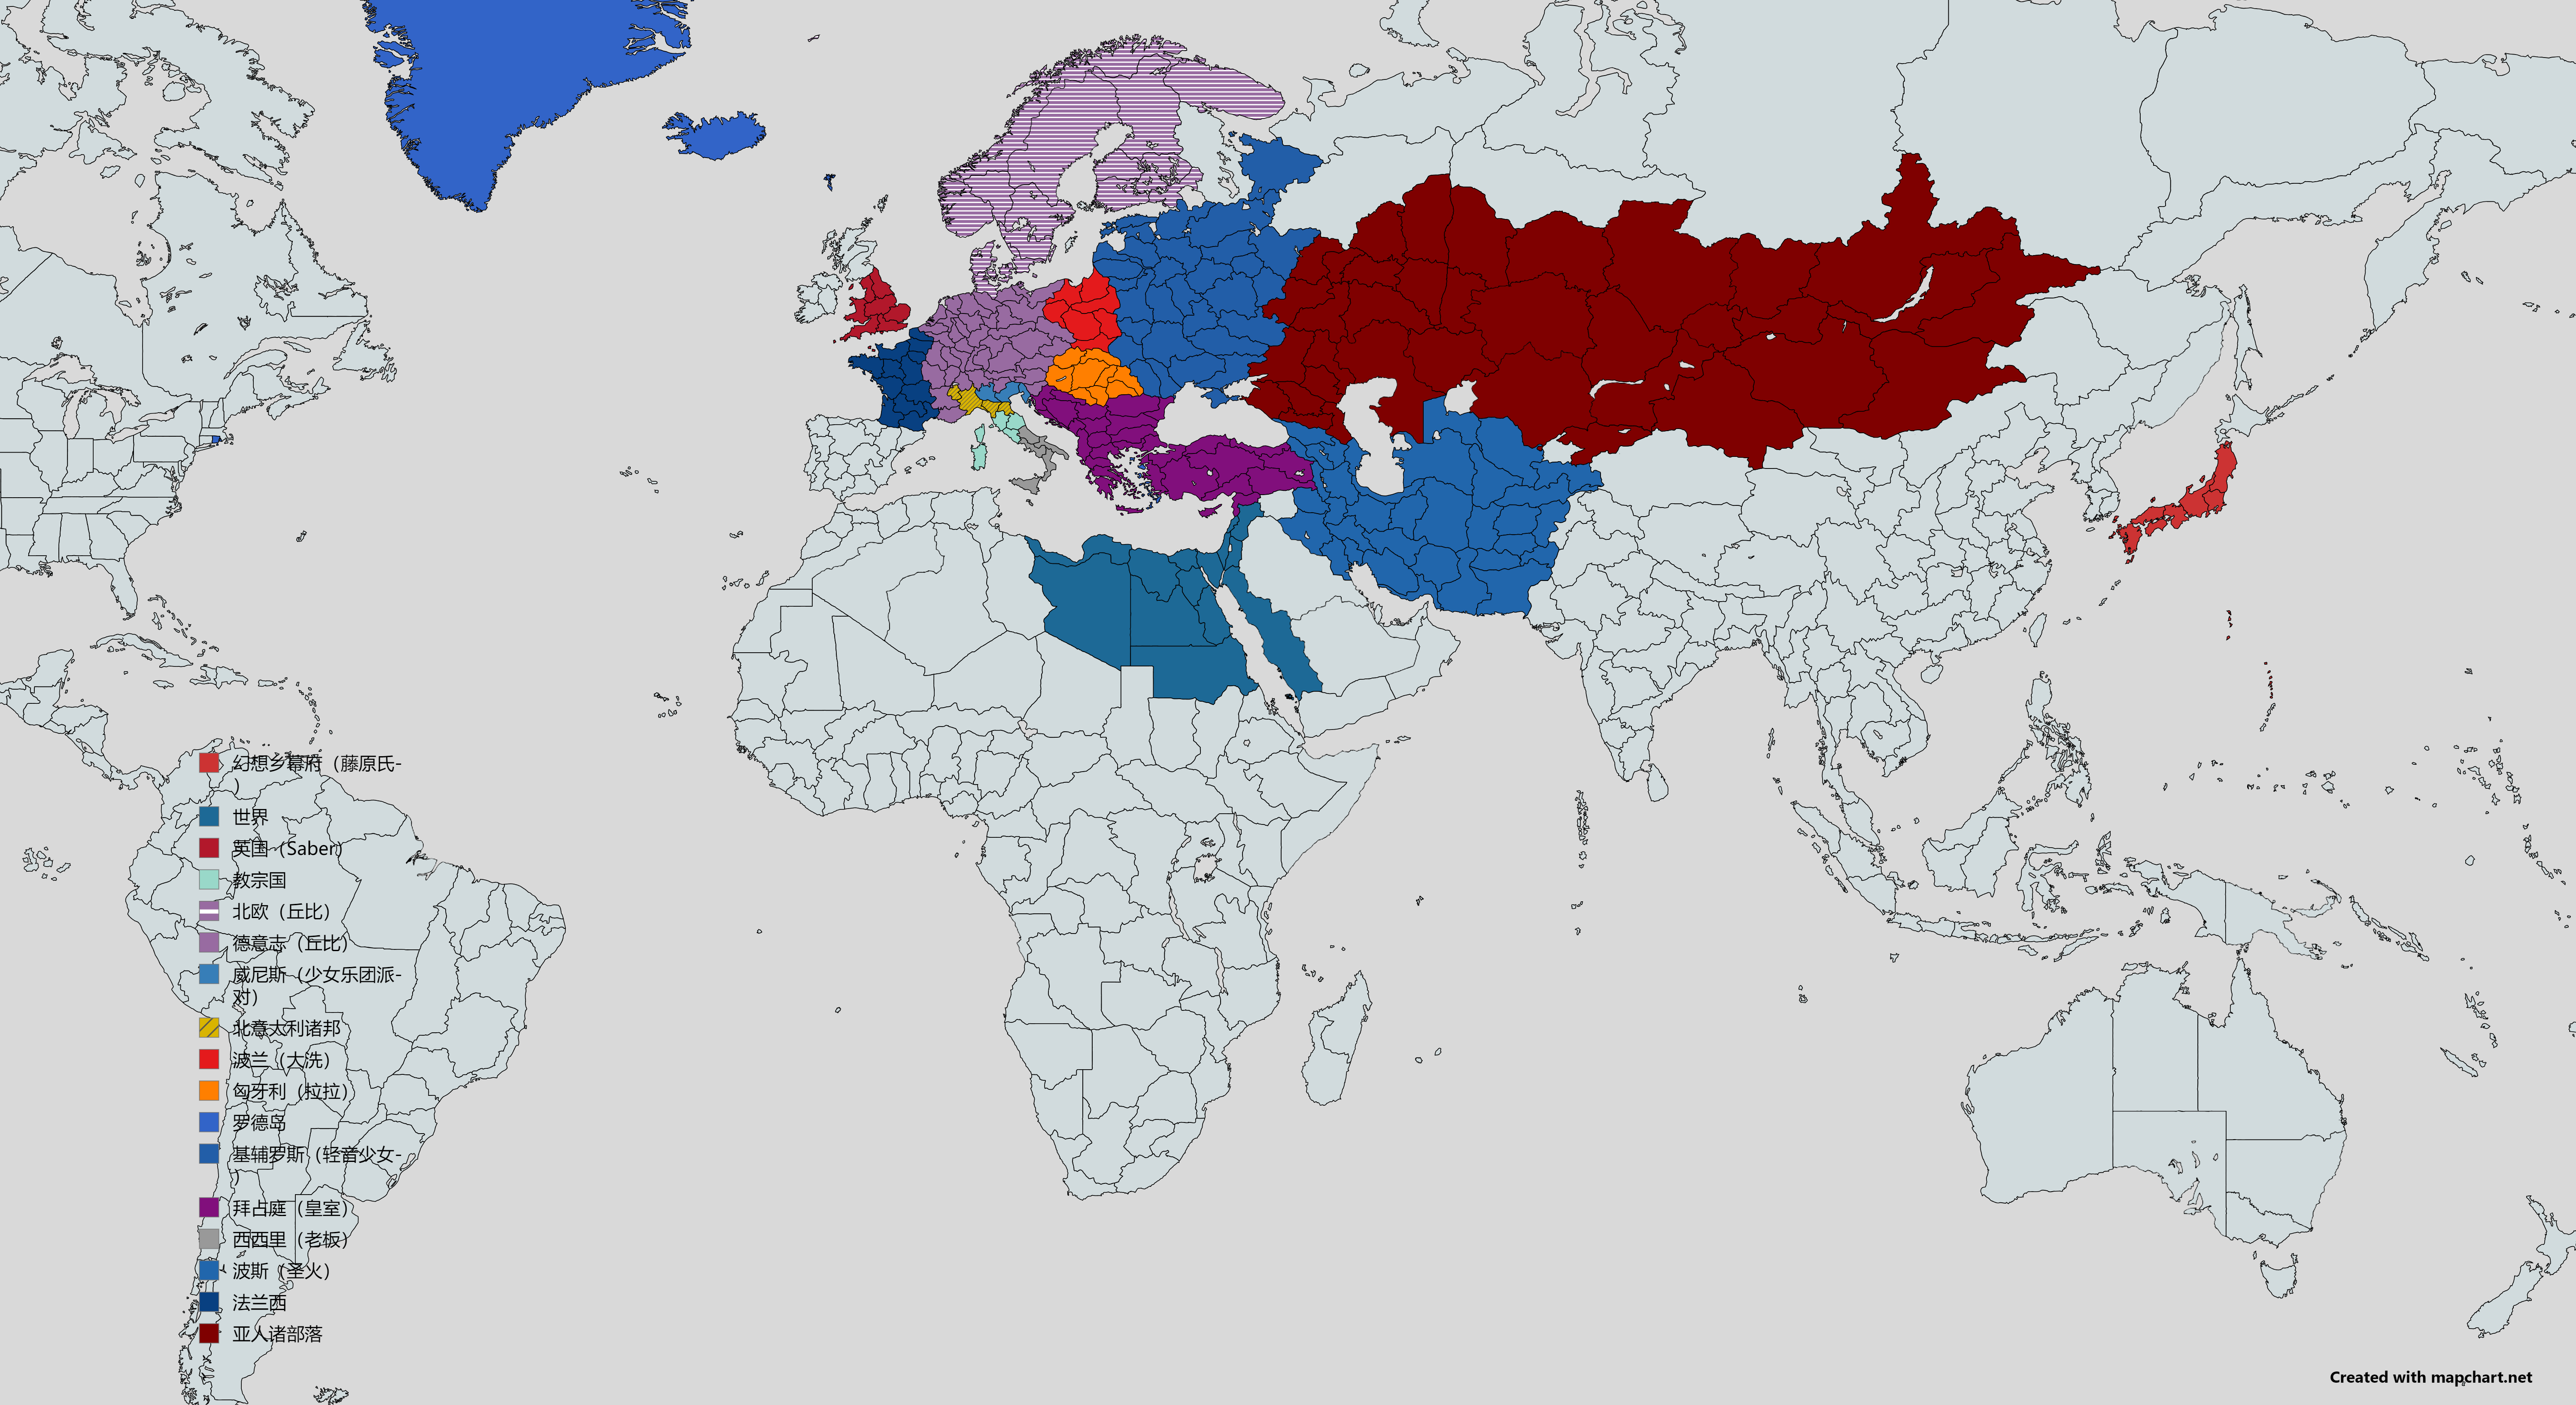 幻想乡幕府（藤原氏-
）
世界
英国（Saber）
教宗国
北欧（丘比）
德意志（丘比）
威尼斯（少女乐团派-
对）
北意大利诸邦
波兰（大洗）
匈牙利（拉拉）
罗德岛
基辅罗斯（轻音少女-
）
拜占庭（皇室）
西西里（老板）
波斯（圣火）
法兰西
亚人诸部落
Created with mapchart.net